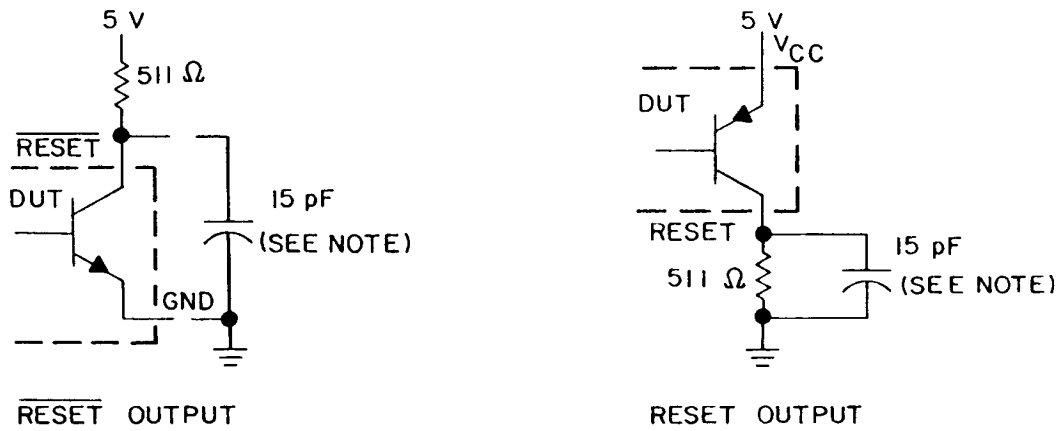 5 V
511 Ω
RESET
DUT
15 pF
(SEE NOTE)
GND
RESET OUTPUT
5 V
VCC
DUT
RESET
511 Ω
15 pF
(SEE NOTE)
RESET OUTPUT